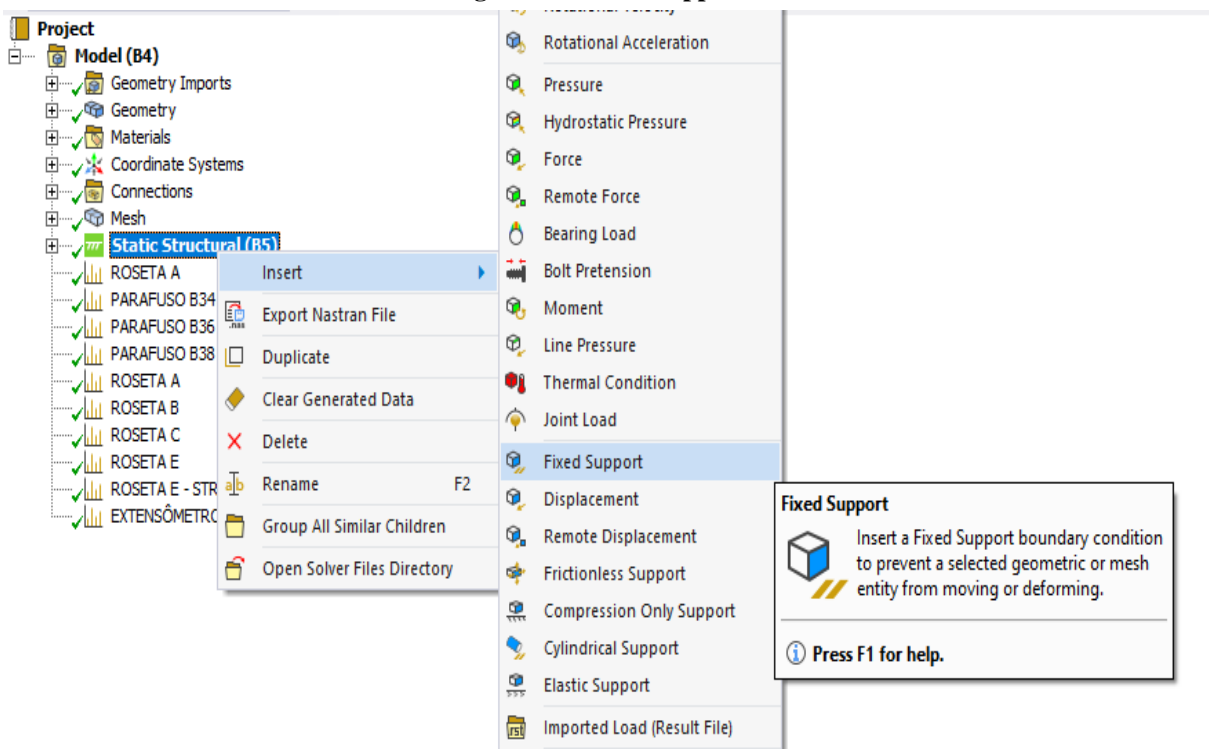 Project
Model (B4)
Geometry Imports
Geometry
Materials
Coordinate Systems
Connections
Mesh
Static Structural (B5)
ROSETA A
PARAFUSO B34
PARAFUSO B36
PARAFUSO B38
ROSETA A
ROSETA B
ROSETA C
ROSETA E
ROSETA E - STR
EXTENSÔMETRO
Insert
Export Nastran File
Duplicate
Clear Generated Data
Delete
Rename F2
Group All Similar Children
Open Solver Files Directory
Rotational Acceleration
Pressure
Hydrostatic Pressure
Force
Remote Force
Bearing Load
Bolt Pretension
Moment
Line Pressure
Thermal Condition
Joint Load
Fixed Support
Displacement
Remote Displacement
Frictionless Support
Compression Only Support
Cylindrical Support
Elastic Support
Imported Load (Result File)
Fixed Support
Insert a Fixed Support boundary condition
to prevent a selected geometric or mesh
entity from moving or deforming.
Press F1 for help.